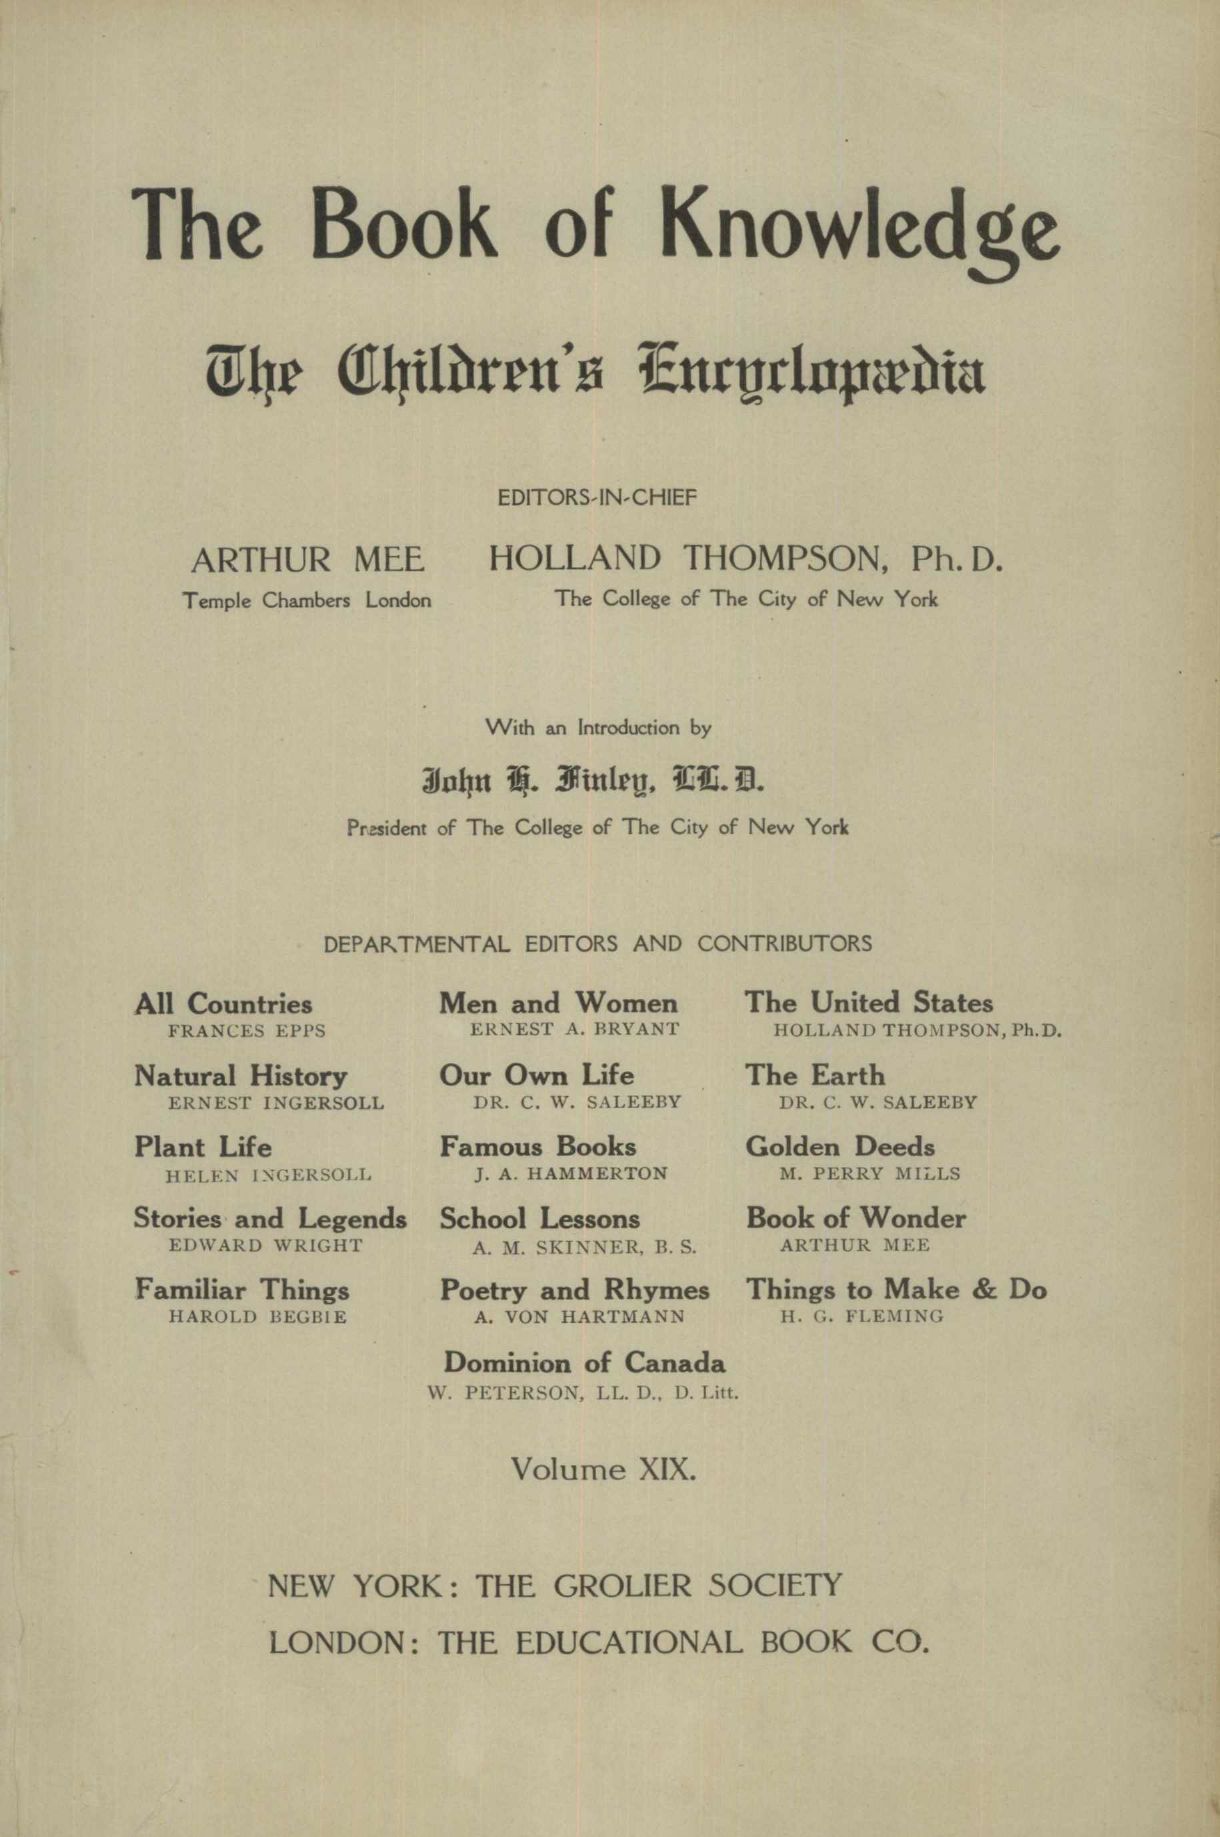 The Book of Knowledge
The Children's Encyclopædia
EDITORS-IN-CHIEF
ARTHUR MEE HOLLAND THOMPSON, Ph. D.
Temple Chambers London The College of The City of New York
With an Introduction by
John H. Finley, LL. D.
President of The College of The City of New York
DEPARTMENTAL EDITORS AND CONTRIBUTORS
All Countries Men and Women The United States
FRANCES EPPS ERNEST A. BRYANT HOLLAND THOMPSON, Ph. D.
Natural History Our Own Life The Earth
ERNEST INGERSOLL DR. C. W. SALEEBY DR. C. W. SALEEBY
Plant Life Famous Books Golden Deeds
HELEN INGERSOLL J. A. HAMMERTON M. PERRY MILLS
Stories and Legends School Lessons Book of Wonder
EDWARD WRIGHT A. M. SKINNER, B. S. ARTHUR MEE
Familiar Things Poetry and Rhymes Things to Make & Do
HAROLD BEGBIE A. VON HARTMANN H. G. FLEMING
Dominion of Canada
W. PETERSON, LL. D., D. Litt.
Volume XIX.
NEW YORK: THE GROLIER SOCIETY
LONDON: THE EDUCATIONAL BOOK CO.